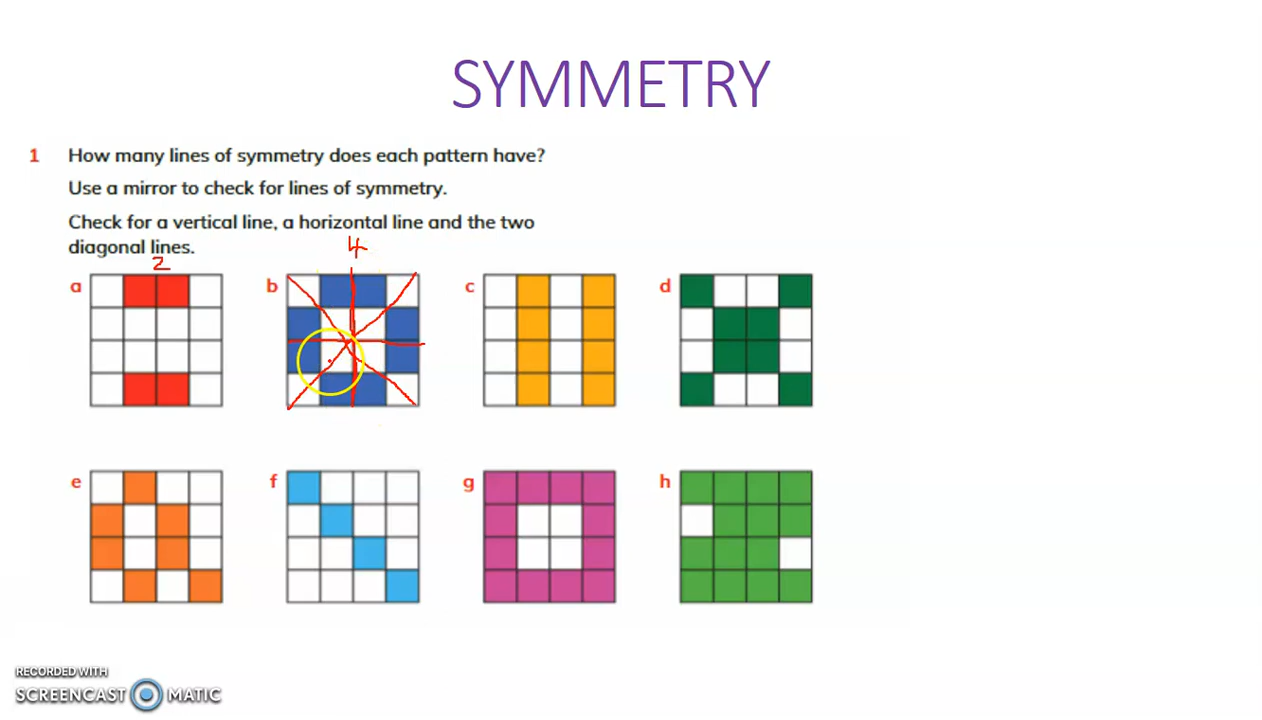 SYMMETRY
1 How many lines of symmetry does each pattern have?
Use a mirror to check for lines of symmetry.
Check for a vertical line, a horizontal line and the two
diagonal lines.
2 4
a b c d
e f g h
RECORDED WITH
SCREENCAST MATIC